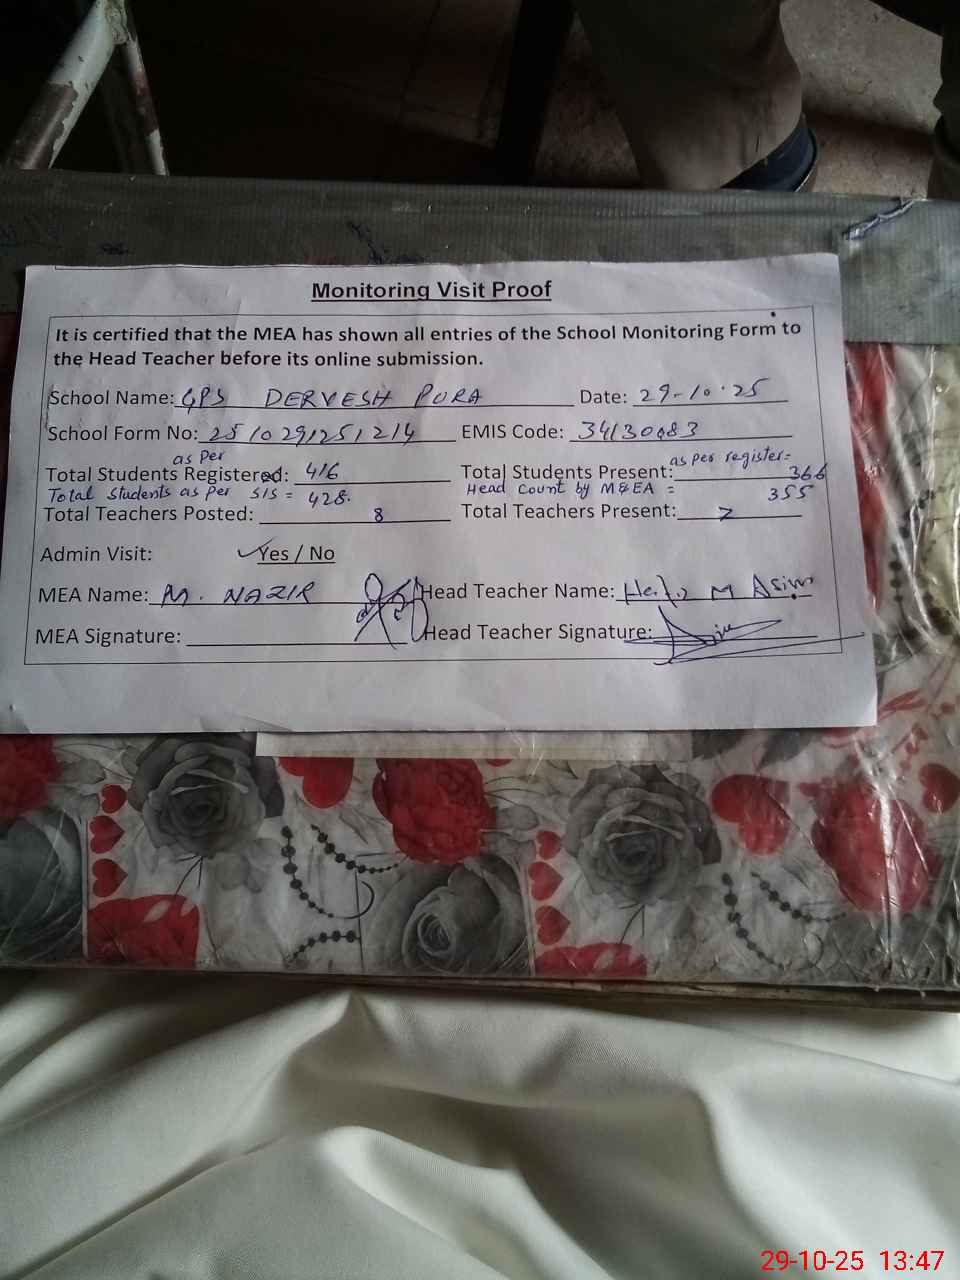 Monitoring Visit Proof
It is certified that the MEA has shown all entries of the School Monitoring Form to
the Head Teacher before its online submission.
School Name: GPS DERVESH PURA Date: 29-10-25
School Form No: 2510291251214 EMIS Code: 34130083
as per as per register=
Total Students Registered: 416 Total Students Present: 366
Total Students as per SIS = 428. Head Count by M&EA = 355
Total Teachers Posted: 8 Total Teachers Present: 7
Admin Visit: Yes / No
MEA Name: M. NAZIR Head Teacher Name: M Asim
MEA Signature: Head Teacher Signature:
29-10-25 13:47